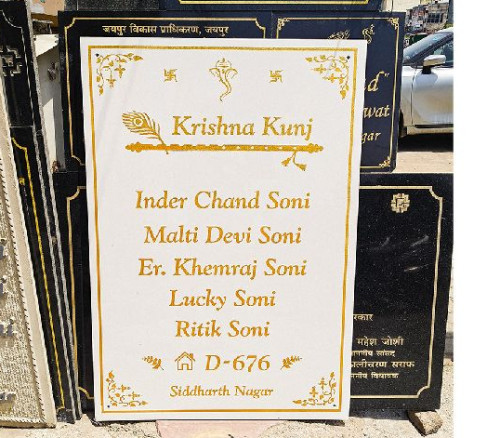 जयपुर विकास प्राधिकरण, जयपुर
Krishna Kunj
Inder Chand Soni
Malti Devi Soni
Er. Khemraj Soni
Lucky Soni
Ritik Soni
D-676
Siddharth Nagar
महेश जोशी